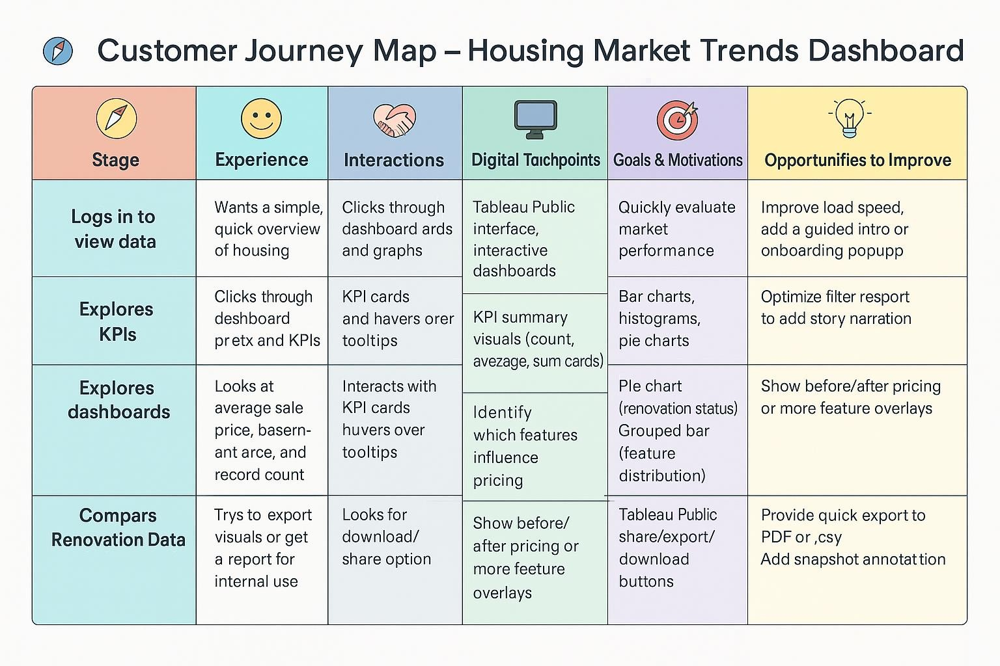 Customer Journey Map – Housing Market Trends Dashboard
Stage
Experience
Interactions
Digital Taıchpoints
Goals & Motivations
Opportunifies to Improve
Logs in to
view data
Wants a simple,
quick overview
of housing
Clicks through
dashboard ards
and graphs
Tableau Public
interface,
interactive
dashboards
Quickly evaluate
market
performance
Improve load speed,
add a guided intro or
onboarding popupp
Explores
KPIs
Clicks through
deshboard
pretx and KPIs
KPI cards
and havers orer
tooltips
KPI summary
visuals (count,
avezage, sum cards)
Bar charts,
histograms,
pie charts
Optimize filter resport
to add story narration
Explores
dashboards
Looks at
average sale
price, basern-
ant arce, and
record count
Interacts with
KPI cards
huvers over
tooltips
Identify
which features
influence
pricing
Ple chart
(renovation status)
Grouped bar
(feature
distribution)
Show before/after pricing
or more feature overlays
Compars
Renovation Data
Trys to export
visuals or get
a report for
internal use
Looks for
download/
share option
Show before/
after pricing or
more feeture
overlays
Tableau Public
share/export/
download
buttons
Provide quick export to
PDF or ,csy
Add snapshot annotattion